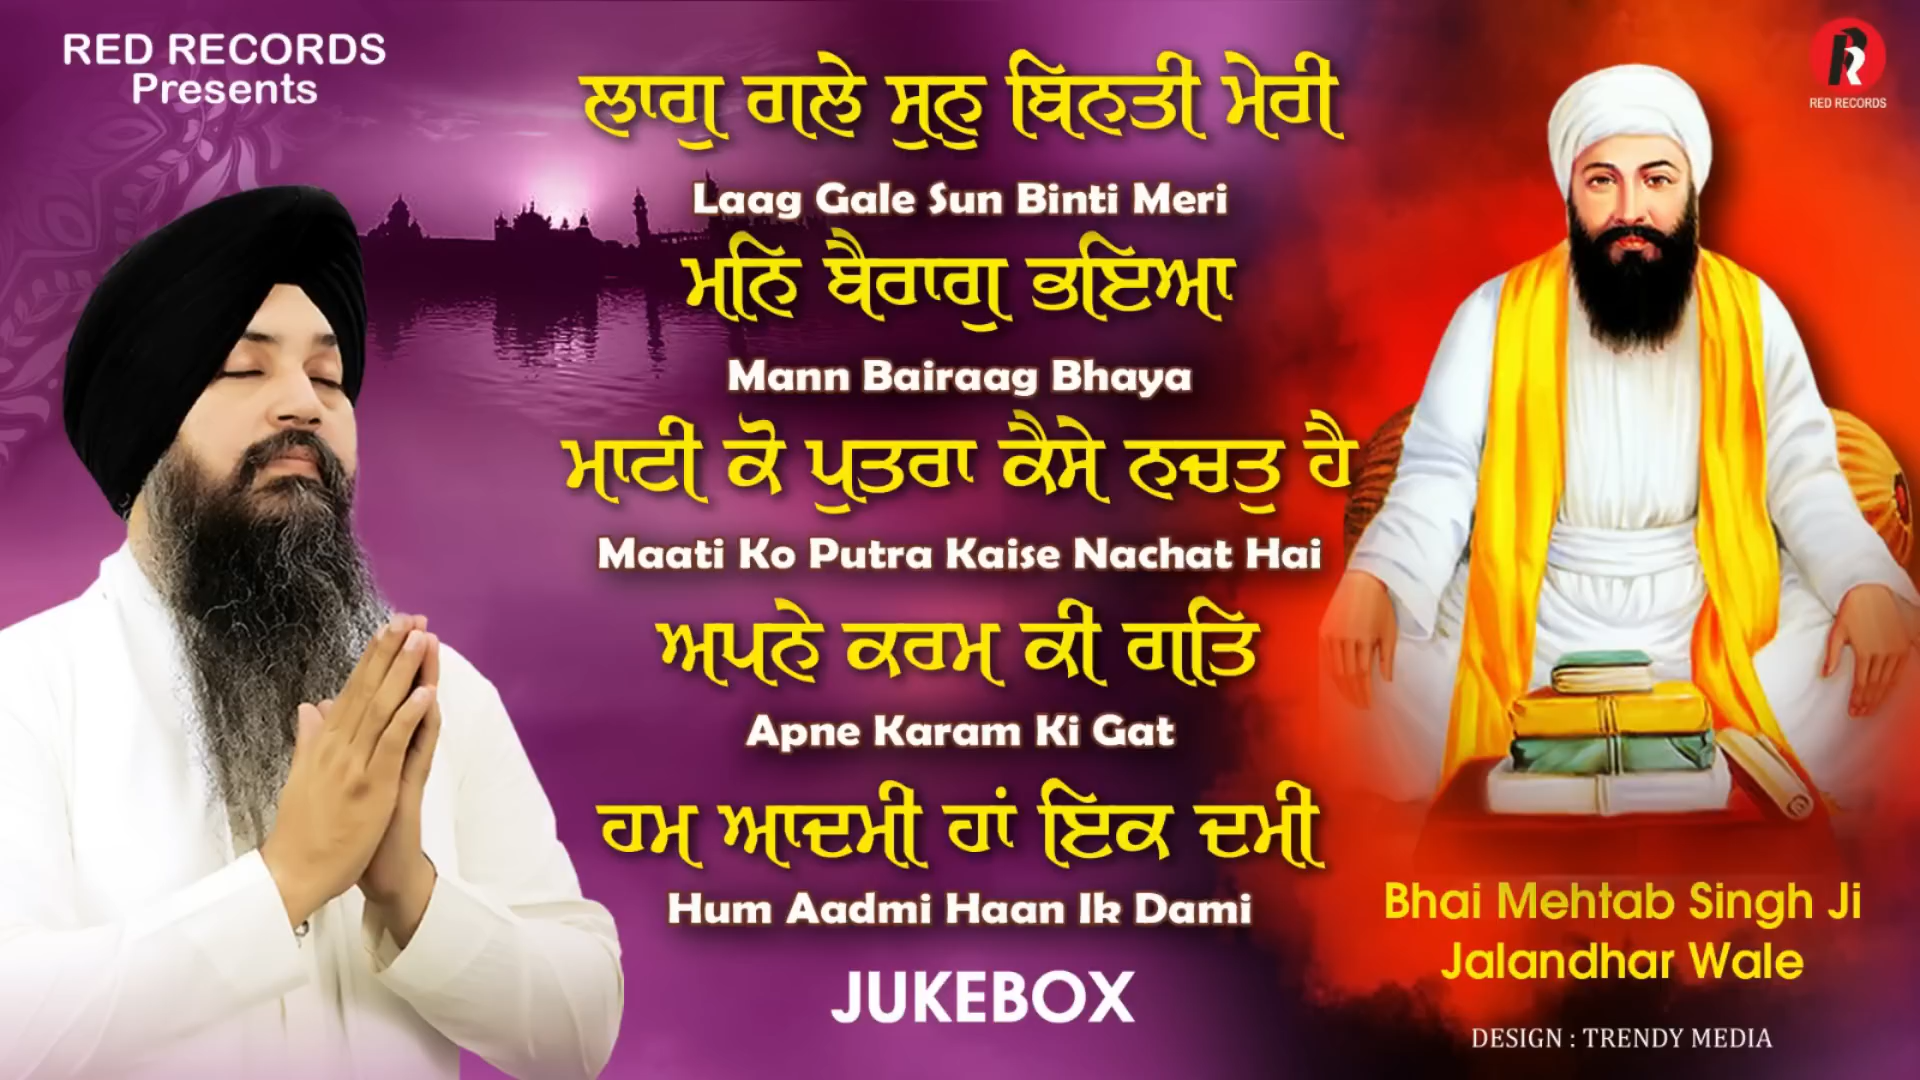 RED RECORDS
Presents
RED RECORDS
ਲਾਗੁ ਗਲੇ ਸੁਨੁ ਬਿਨਤੀ ਮੇਰੀ
Laag Gale Sun Binti Meri
ਮਨਿ ਬੈਰਾਗੁ ਭਇਆ
Mann Bairaag Bhaya
ਮਾਟੀ ਕੋ ਪੁਤਰਾ ਕੈਸੇ ਨਚਤੁ ਹੈ
Maati Ko Putra Kaise Nachat Hai
ਅਪਨੇ ਕਰਮ ਕੀ ਗਤਿ
Apne Karam Ki Gat
ਹਮ ਆਦਮੀ ਹਾਂ ਇਕ ਦਮੀ
Hum Aadmi Haan Ik Dami
JUKEBOX
Bhai Mehtab Singh Ji
Jalandhar Wale
DESIGN : TRENDY MEDIA